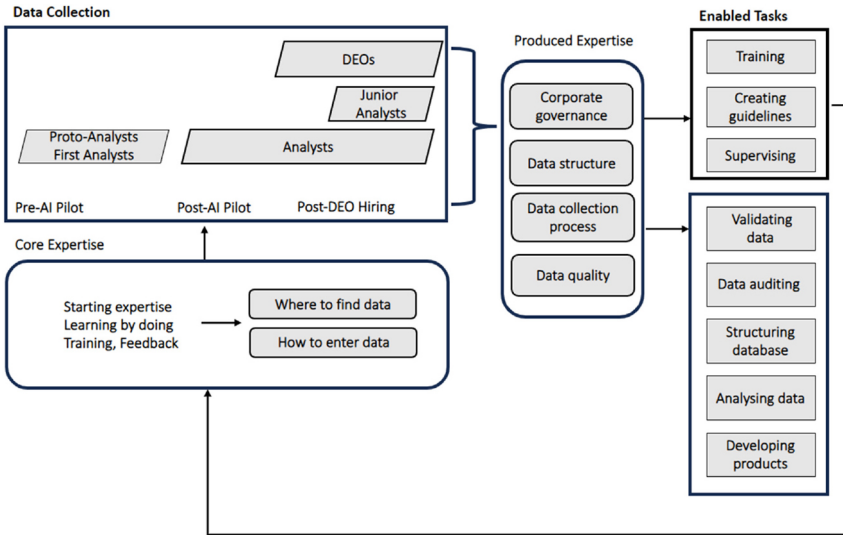 Data Collection
DEOs
Junior
Analysts
Proto-Analysts
First Analysts
Analysts
Pre-AI Pilot
Post-AI Pilot
Post-DEO Hiring
Core Expertise
Starting expertise
Learning by doing
Training, Feedback
Where to find data
How to enter data
Produced Expertise
Corporate
governance
Data structure
Data collection
process
Data quality
Enabled Tasks
Training
Creating
guidelines
Supervising
Validating
data
Data auditing
Structuring
database
Analysing data
Developing
products